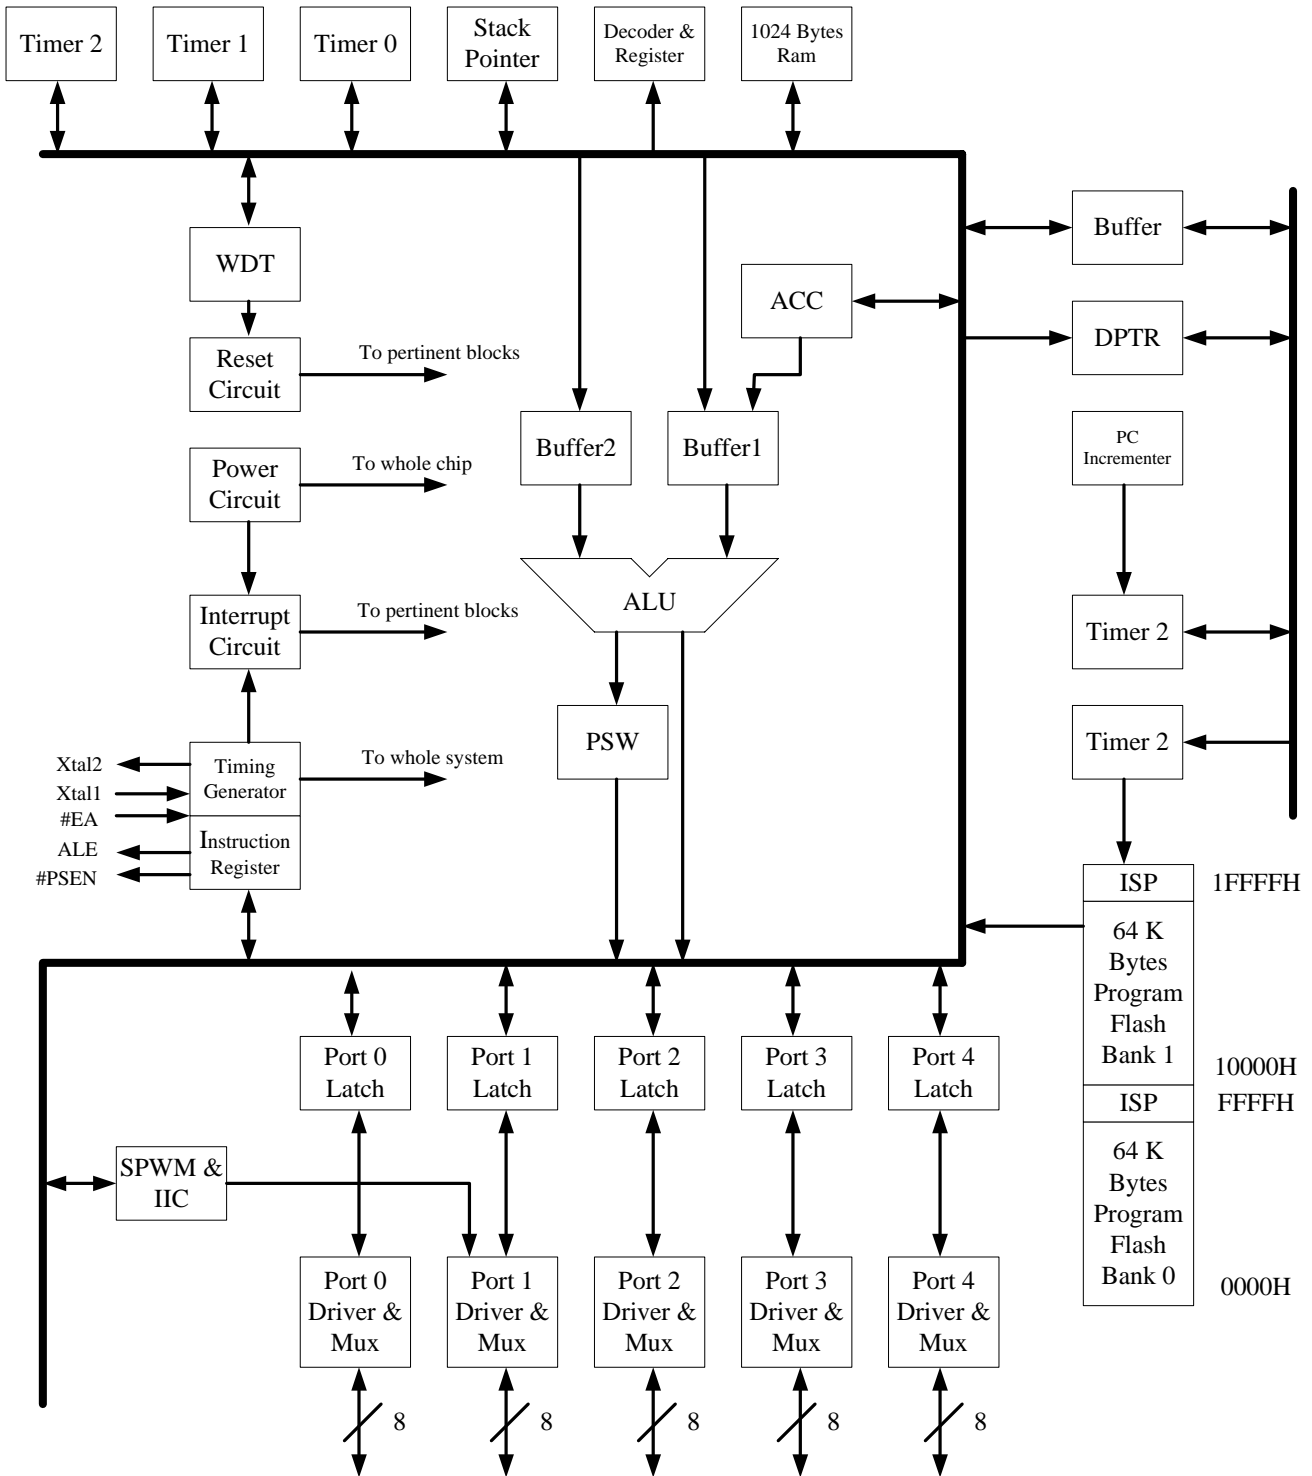 Timer 2
Timer 1
Timer 0
Stack
Pointer
Decoder &
Register
1024 Bytes
Ram
WDT
Buffer
ACC
Reset
Circuit
To pertinent blocks
DPTR
Power
Circuit
To whole chip
Buffer2
Buffer1
PC
Incrementer
Interrupt
Circuit
To pertinent blocks
ALU
Timer 2
Xtal2
Xtal1
#EA
ALE
#PSEN
Timing
Generator
Instruction
Register
To whole system
PSW
Timer 2
ISP
1FFFFH
64 K
Bytes
Program
Flash
Bank 1
10000H
ISP
FFFFH
64 K
Bytes
Program
Flash
Bank 0
0000H
Port 0
Latch
Port 1
Latch
Port 2
Latch
Port 3
Latch
Port 4
Latch
SPWM &
IIC
Port 0
Driver &
Mux
Port 1
Driver &
Mux
Port 2
Driver &
Mux
Port 3
Driver &
Mux
Port 4
Driver &
Mux
8
8
8
8
8